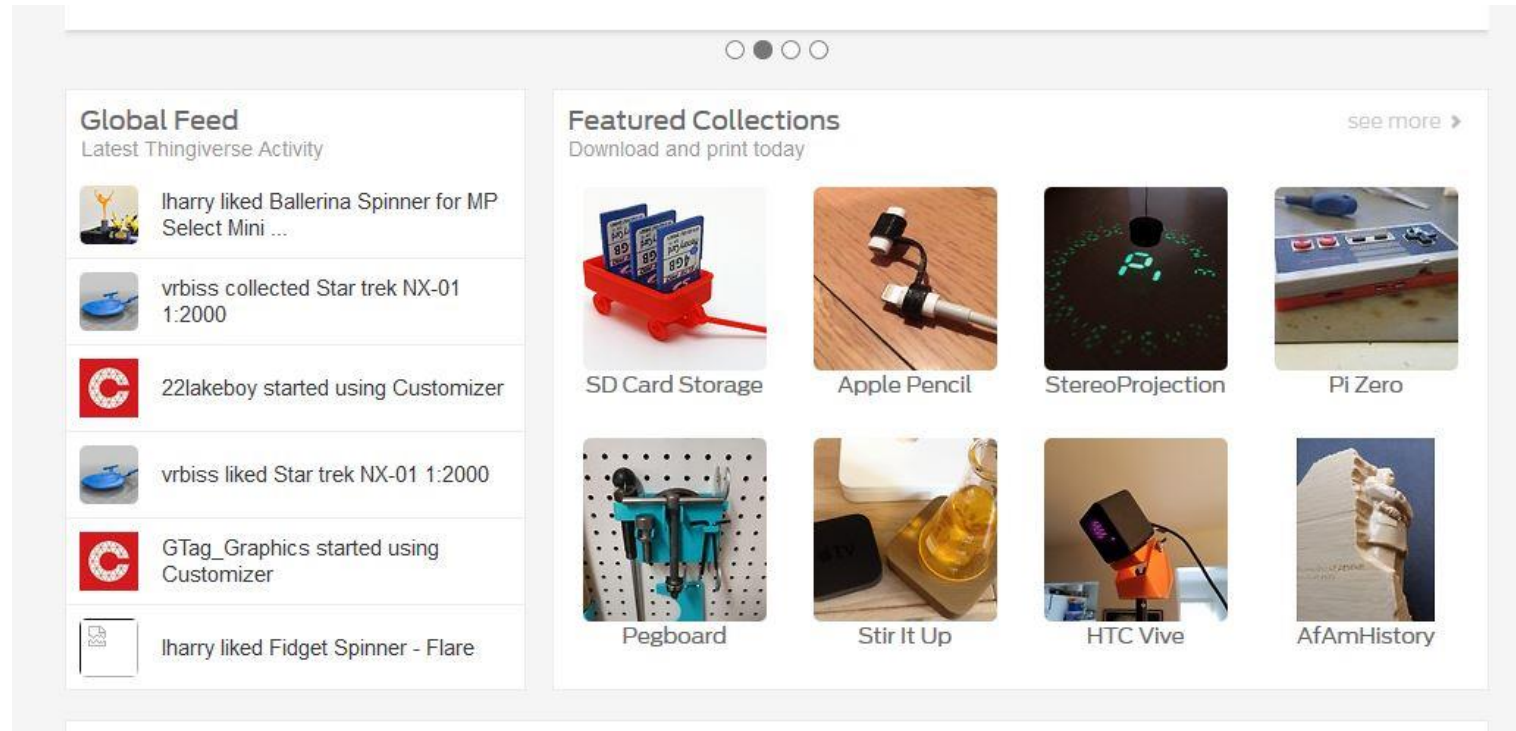 Global Feed
Latest Thingiverse Activity
lharry liked Ballerina Spinner for MP
Select Mini ...
vrbiss collected Star trek NX-01
1:2000
22lakeboy started using Customizer
vrbiss liked Star trek NX-01 1:2000
GTag_Graphics started using
Customizer
lharry liked Fidget Spinner - Flare
Featured Collections
see more
Download and print today
4GB
SD Card Storage
Apple Pencil
StereoProjection
Pi Zero
tv
Pegboard
Stir It Up
HTC Vive
AfAmHistory